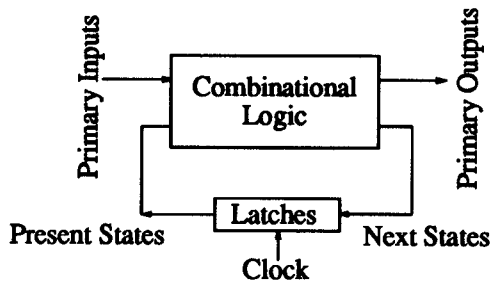 Primary Inputs
Combinational
Logic
Primary Outputs
Latches
Present States
Next States
Clock